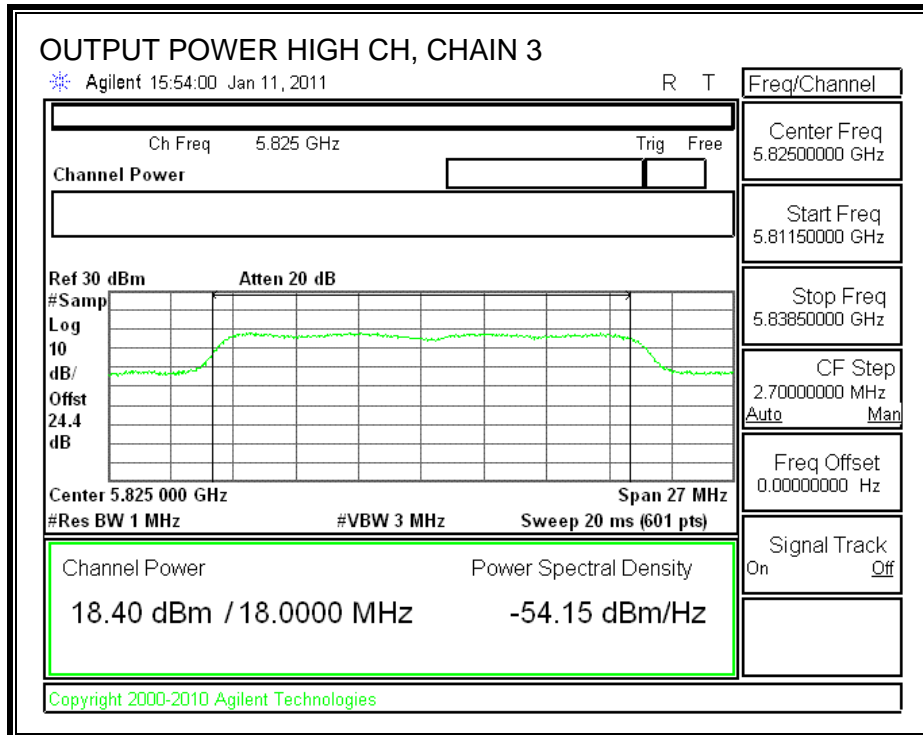 OUTPUT POWER HIGH CH, CHAIN 3
Agilent 15:54:00 Jan 11, 2011 R T
Freq/Channel
Ch Freq 5.825 GHz Trig Free
Channel Power
Center Freq
5.82500000 GHz
Start Freq
5.81150000 GHz
Stop Freq
5.83850000 GHz
CF Step
2.70000000 MHz
Auto Man
Freq Offset
0.00000000 Hz
Signal Track
On Off
Ref 30 dBm Atten 20 dB
#Samp
Log
10
dB/
Offst
24.4
dB
Center 5.825 000 GHz Span 27 MHz
#Res BW 1 MHz #VBW 3 MHz Sweep 20 ms (601 pts)
Channel Power Power Spectral Density
18.40 dBm / 18.0000 MHz -54.15 dBm/Hz
Copyright 2000-2010 Agilent Technologies